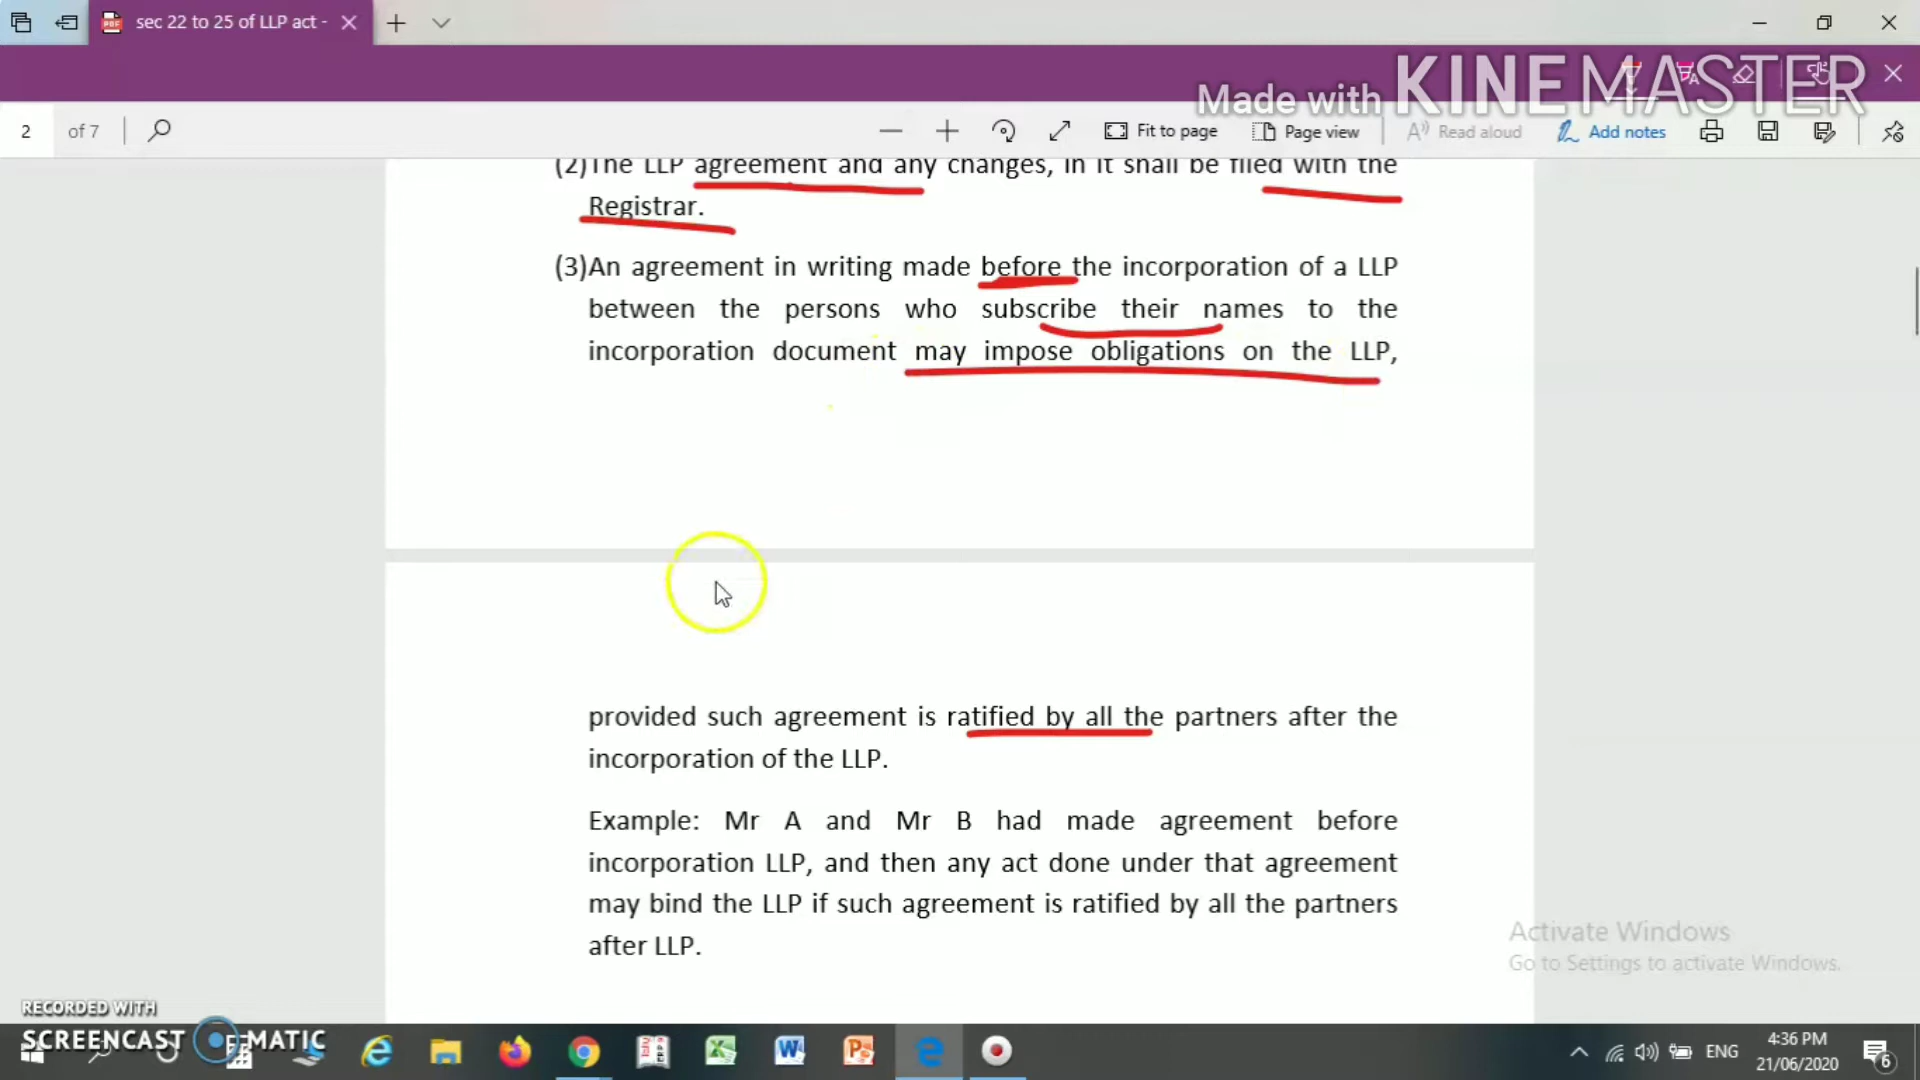 sec 22 to 25 of LLP act -
Made with KINEMASTER
2 of 7
Fit to page
Page view
Read aloud
Add notes
(2)The LLP agreement and any changes, in it shall be filed with the
Registrar.
(3)An agreement in writing made before the incorporation of a LLP
between the persons who subscribe their names to the
incorporation document may impose obligations on the LLP,
provided such agreement is ratified by all the partners after the
incorporation of the LLP.
Example: Mr A and Mr B had made agreement before
incorporation LLP, and then any act done under that agreement
may bind the LLP if such agreement is ratified by all the partners
after LLP.
Activate Windows
Go to Settings to activate Windows.
RECORDED WITH
SCREENCAST MATIC
ENG
4:36 PM
21/06/2020
6